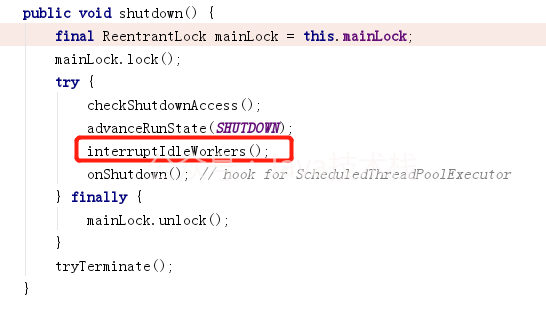 public void shutdown() {
final ReentrantLock mainLock = this.mainLock;
mainLock.lock();
try {
checkShutdownAccess();
advanceRunState(SHUTDOWN);
interruptIdleWorkers();
onShutdown(); // hook for ScheduledThreadPoolExecutor
} finally {
mainLock.unlock();
}
tryTerminate();
}